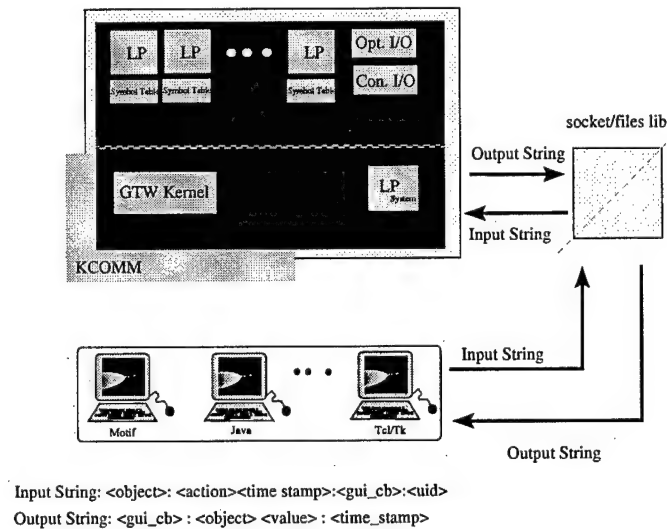 LP LP LP Opt. I/O
Symbol Table Symbol Table Symbol Table Con. I/O
socket/files lib
Output String
GTW Kernel LP
System
Input String
KCOMM
Input String
Motif Java Tcl/Tk
Output String
Input String: <object>: <action><time stamp>:<gui_cb>:<uid>
Output String: <gui_cb> : <object> <value> : <time_stamp>